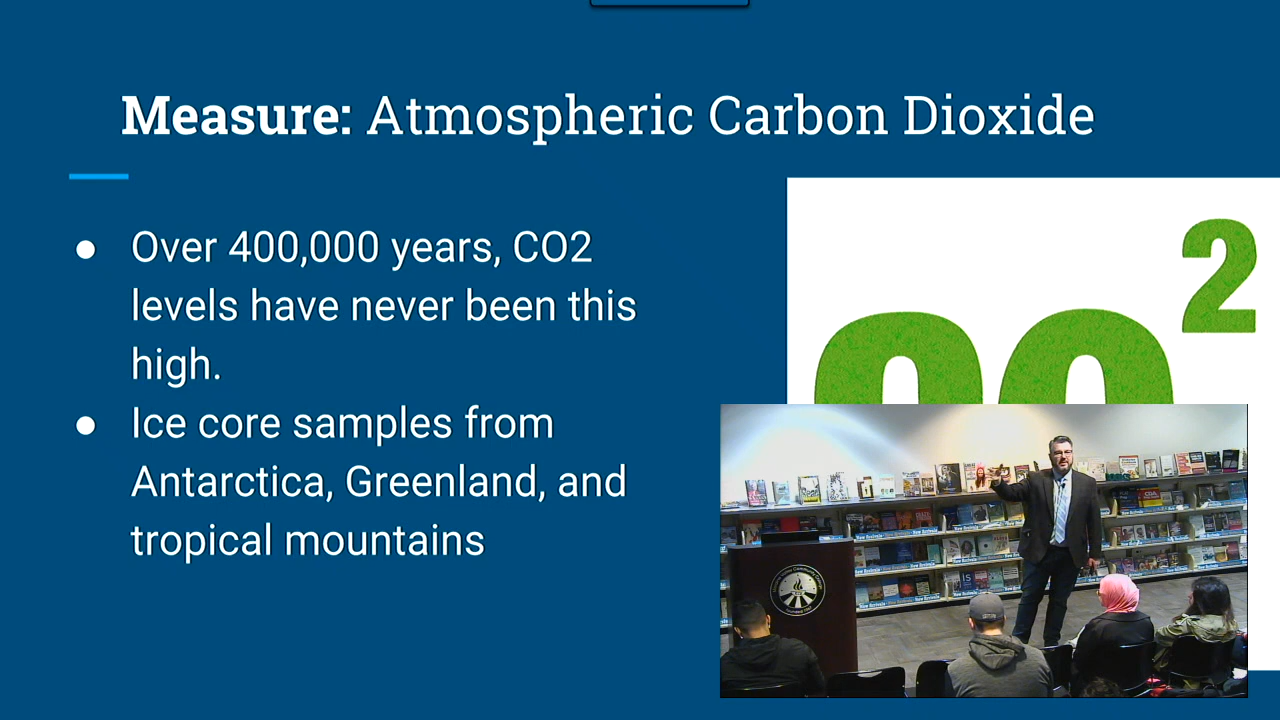 Measure: Atmospheric Carbon Dioxide
● Over 400,000 years, CO2
levels have never been this
high.
● Ice core samples from
Antarctica, Greenland, and
tropical mountains
2